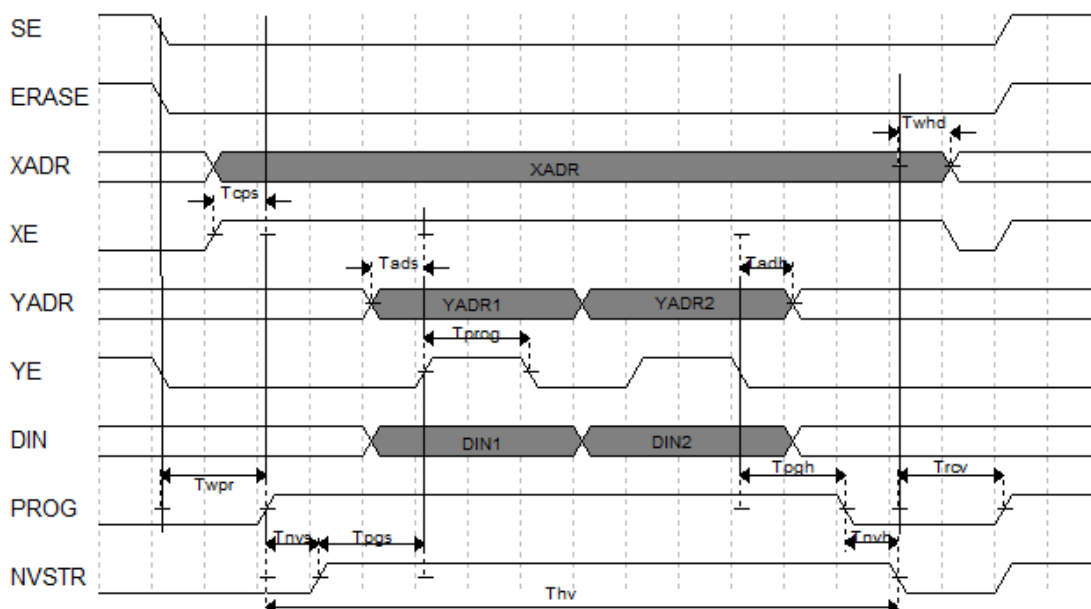 SE
ERASE
Twhd
XADR
XADR
Tcps
XE
Tads
Tadh
YADR
YADR1
YADR2
Tprog
YE
DIN
DIN1
DIN2
Tpgh
Trcv
Twpr
PROG
Tnvs
Tpgs
Tnvh
NVSTR
Thv